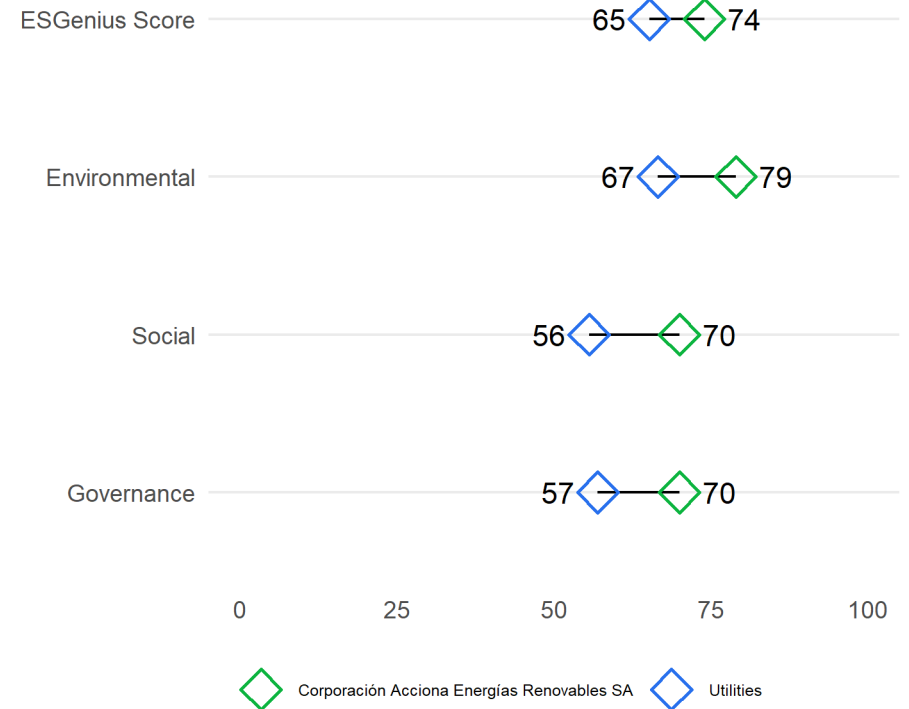 ESGenius Score 65 74
Environmental 67 79
Social 56 70
Governance 57 70
0 25 50 75 100
Corporación Acciona Energías Renovables SA Utilities